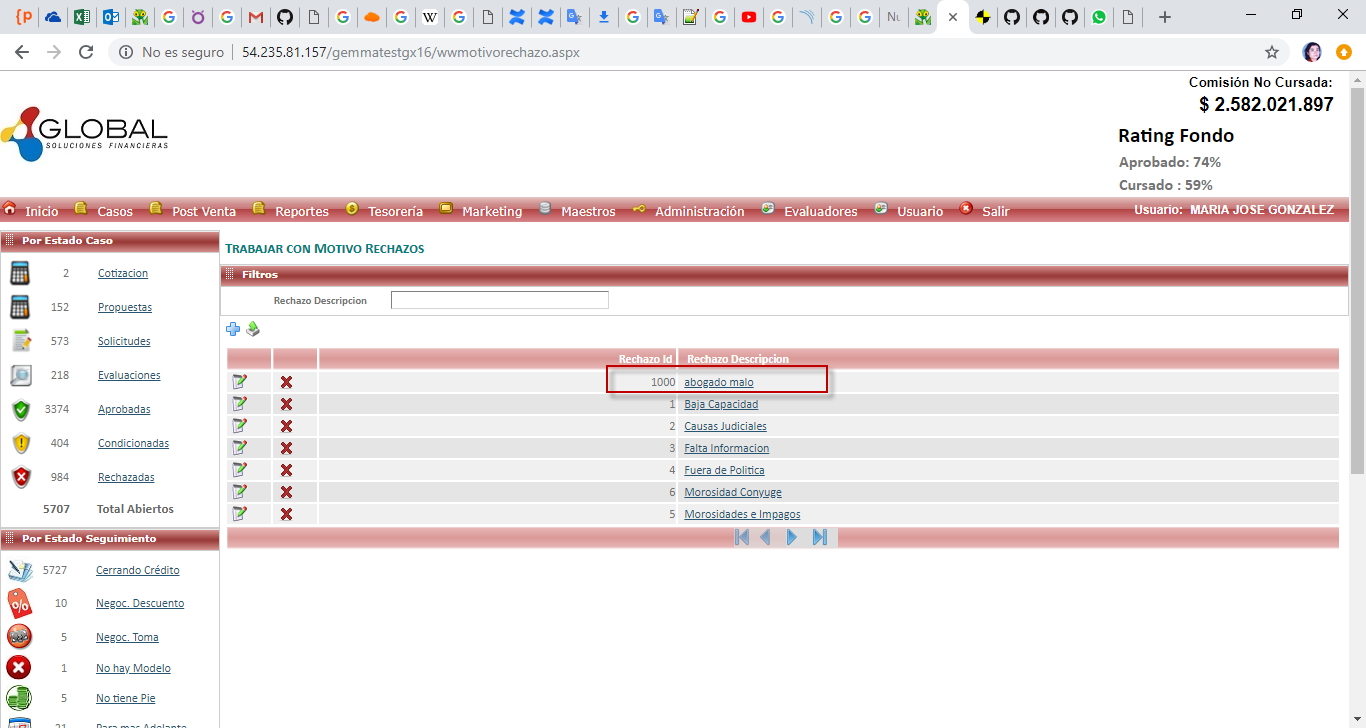 No es seguro
54.235.81.157/gemmatestgx16/wwmotivorechazo.aspx
GLOBAL
SOLUCIONES FINANCIERAS
Comisión No Cursada:
$ 2.582.021.897
Rating Fondo
Aprobado: 74%
Cursado : 59%
Inicio Casos Post Venta Reportes Tesorería Marketing Maestros Administración Evaluadores Usuario Salir Usuario: MARIA JOSE GONZALEZ
Por Estado Caso
2 Cotizacion
152 Propuestas
573 Solicitudes
218 Evaluaciones
3374 Aprobadas
404 Condicionadas
984 Rechazadas
5707 Total Abiertos
Por Estado Seguimiento
5727 Cerrando Crédito
10 Negoc. Descuento
5 Negoc. Toma
1 No hay Modelo
5 No tiene Pie
21 Para mas Adelante
TRABAJAR CON MOTIVO RECHAZOS
Filtros
Rechazo Descripcion
Rechazo Id Rechazo Descripcion
1000 abogado malo
1 Baja Capacidad
2 Causas Judiciales
3 Falta Informacion
4 Fuera de Politica
6 Morosidad Conyuge
5 Morosidades e Impagos